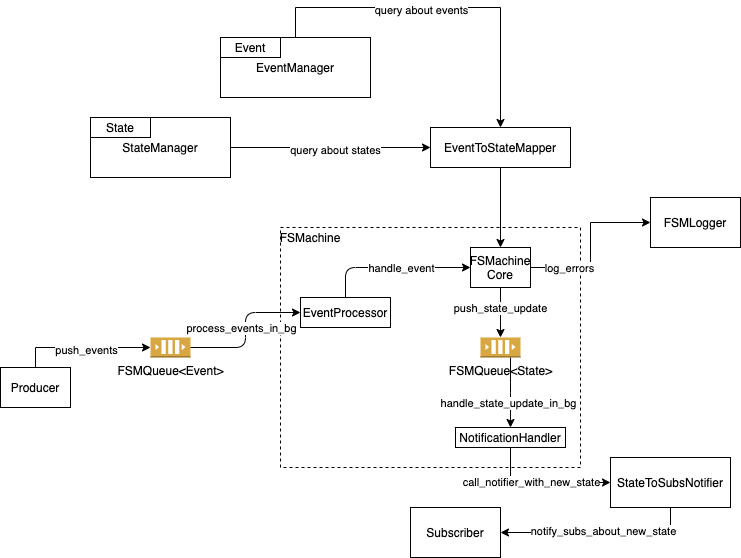 query about events
Event
EventManager
State
StateManager
query about states
EventToStateMapper
FSMLogger
FSMachine
FSMachine
Core
log_errors
handle_event
EventProcessor
push_state_update
process_events_in_bg
push_events
FSMQueue<Event>
FSMQueue<State>
Producer
handle_state_update_in_bg
NotificationHandler
call_notifier_with_new_state
StateToSubsNotifier
Subscriber
notify_subs_about_new_state